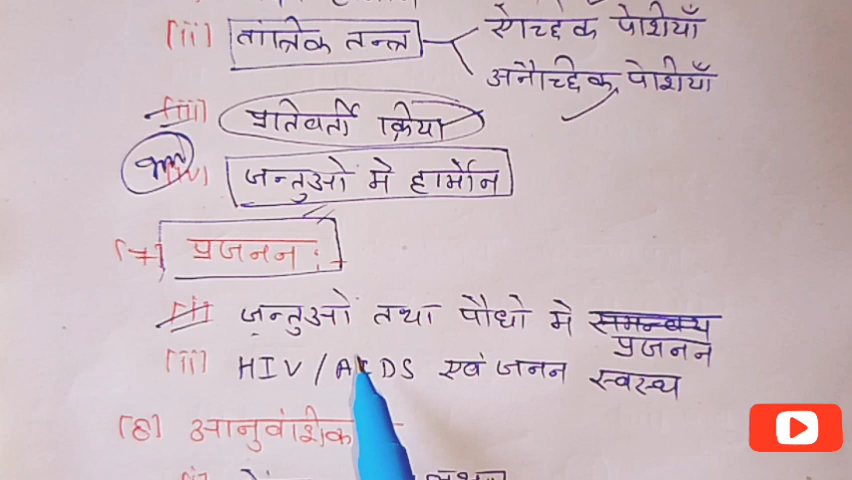 (ii) तांत्रिक तन्त्र ऐच्छिक पेशियाँ
अनैच्छिक पेशियाँ
(iii) प्रतिवर्ती क्रिया
(iv) जन्तुओं मे हार्मोन
(7) प्रजनन :-
(i) जन्तुओं तथा पौधो मे समन्वय
प्रजनन
(ii) HIV/AIDS एवं जनन स्वस्थ्य
(8) आनुवांशिक